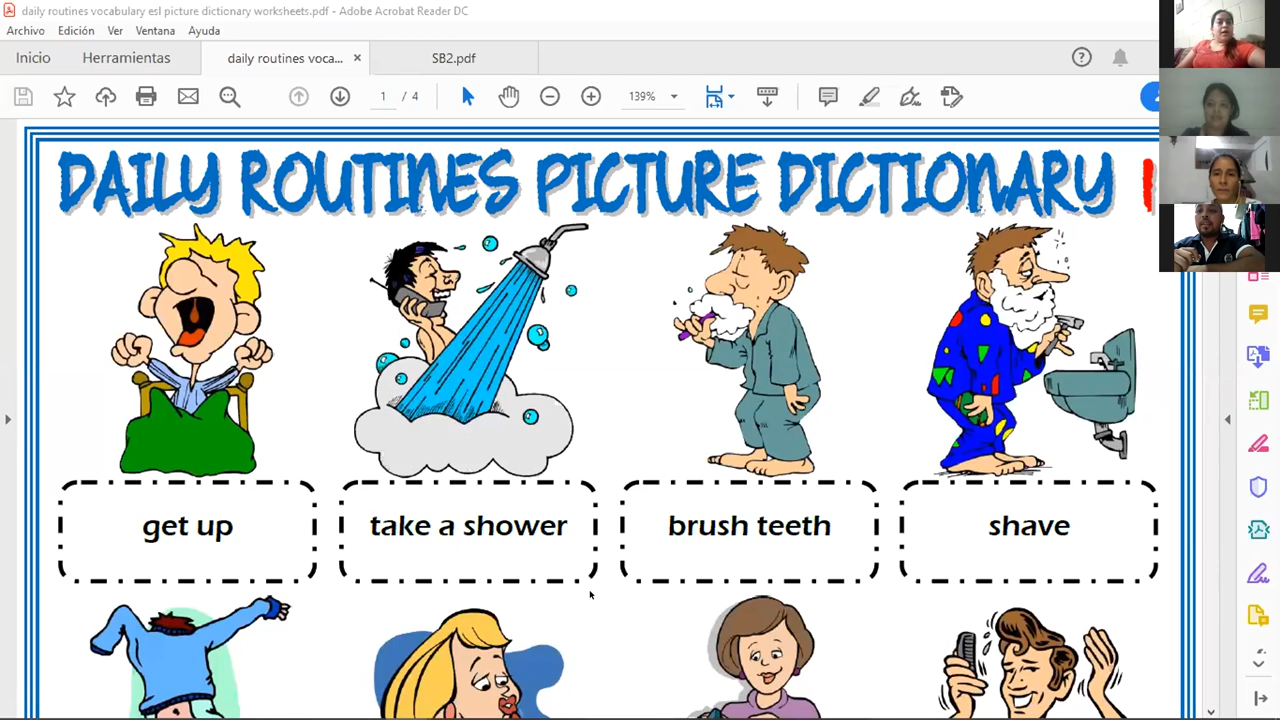 daily routines vocabulary esl picture dictionary worksheets.pdf - Adobe Acrobat Reader DC
Archivo Edición Ver Ventana Ayuda
Inicio Herramientas daily routines voca... × SB2.pdf
1 / 4 139%
DAILY ROUTINES PICTURE DICTIONARY
get up take a shower brush teeth shave